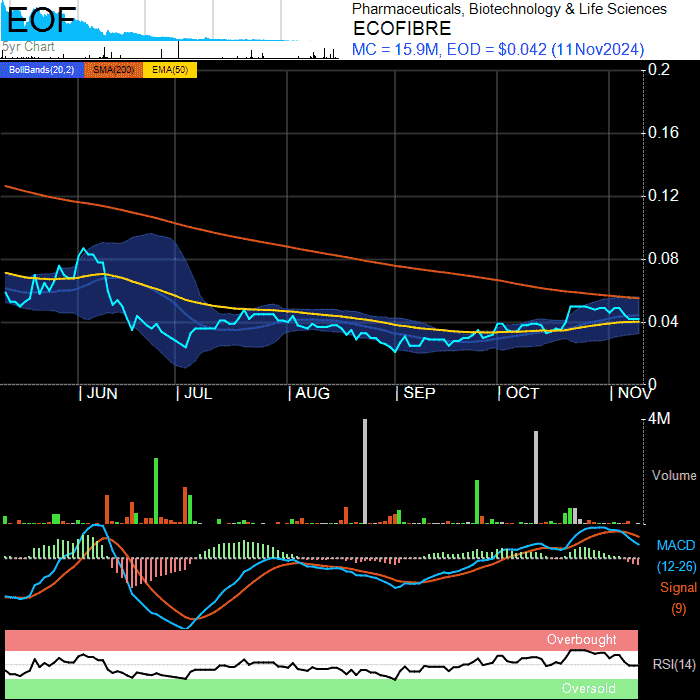 EOF
5yr Chart
Pharmaceuticals, Biotechnology & Life Sciences
ECOFIBRE
MC = 15.9M, EOD = $0.042 (11Nov2024)
BollBands(20,2) SMA(200) EMA(50)
0.2
0.16
0.12
0.08
0.04
0
JUN JUL AUG SEP OCT NOV
4M
Volume
MACD
(12-26)
Signal
(9)
Overbought
RSI(14)
Oversold